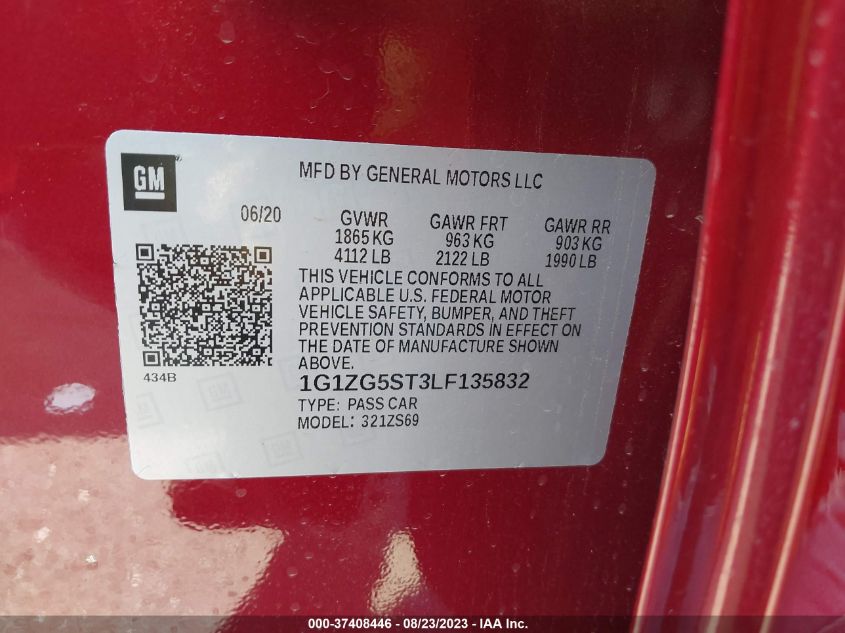 GM
MFD BY GENERAL MOTORS LLC
06/20
GVWR GAWR FRT GAWR RR
1865 KG 963 KG 903 KG
4112 LB 2122 LB 1990 LB
THIS VEHICLE CONFORMS TO ALL
APPLICABLE U.S. FEDERAL MOTOR
VEHICLE SAFETY, BUMPER, AND THEFT
PREVENTION STANDARDS IN EFFECT ON
THE DATE OF MANUFACTURE SHOWN
ABOVE.
434B
1G1ZG5ST3LF135832
TYPE: PASS CAR
MODEL: 321ZS69
000-37408446 - 08/23/2023 - IAA Inc.